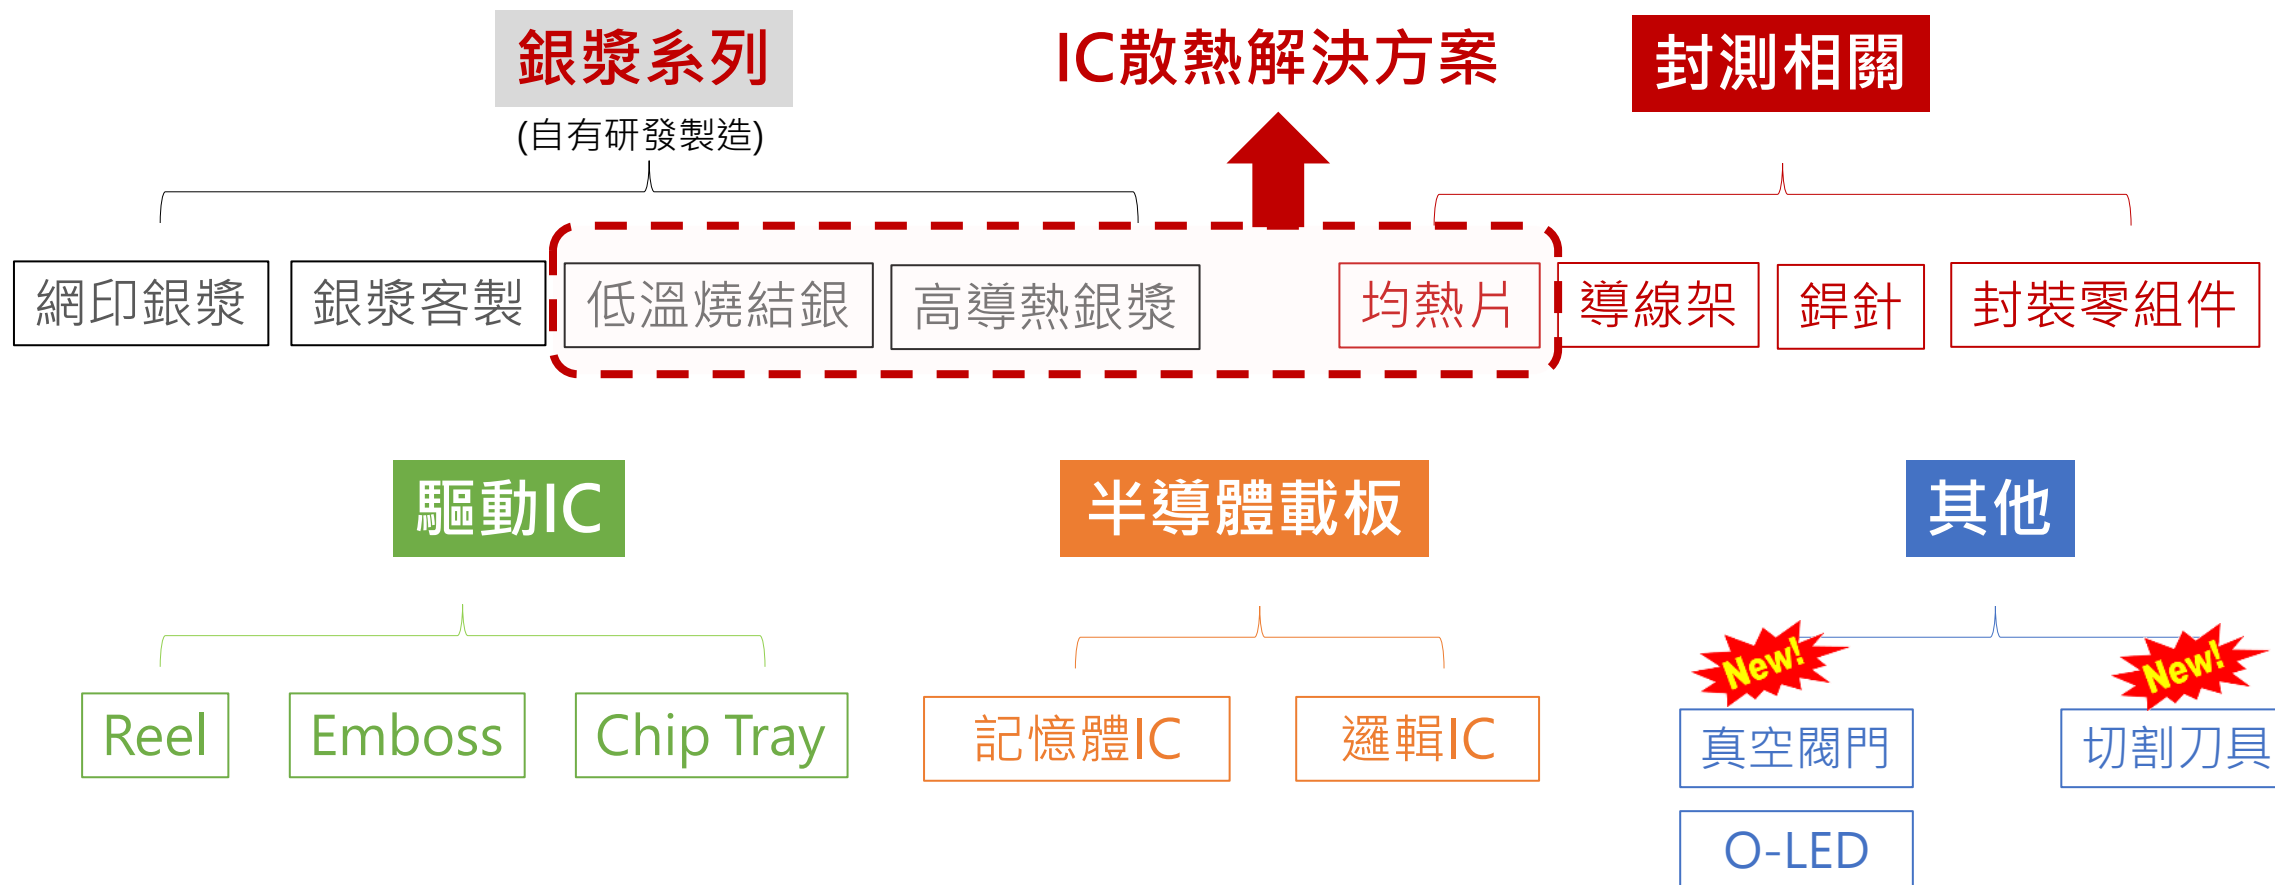 銀漿系列
IC散熱解決方案
封測相關
(自有研發製造)
網印銀漿
銀漿客製
低溫燒結銀
高導熱銀漿
均熱片
導線架
銲針
封裝零組件
驅動IC
半導體載板
其他
Reel
Emboss
Chip Tray
記憶體IC
邏輯IC
New!
真空閥門
New!
切割刀具
O-LED